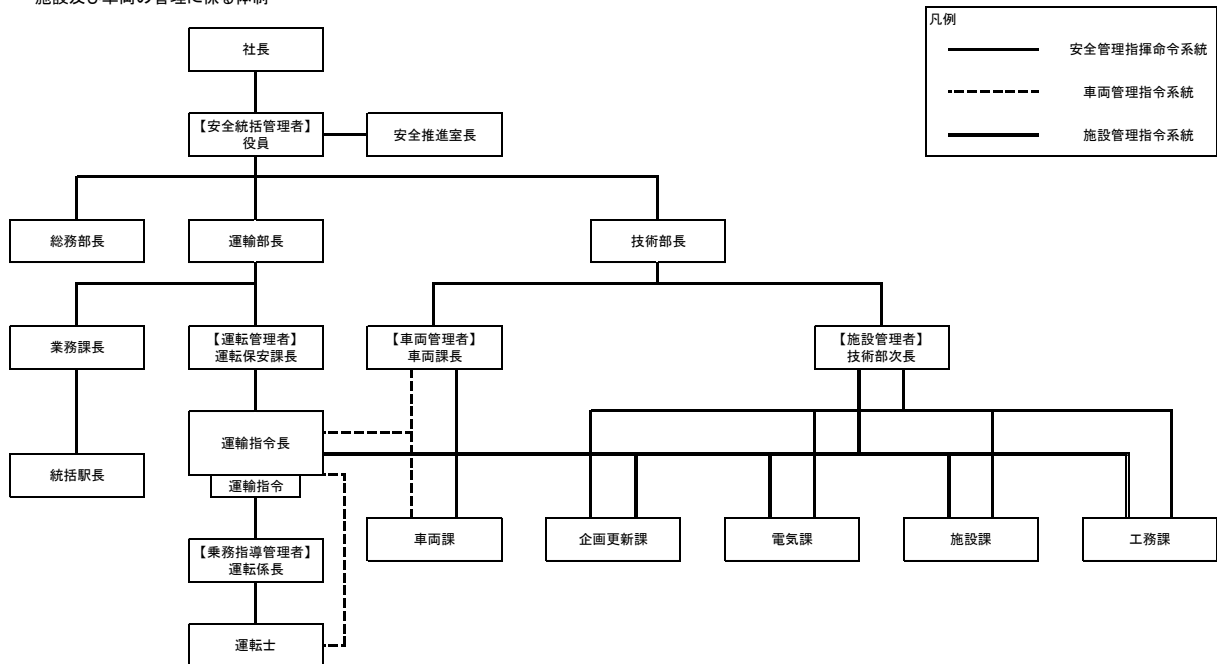 施設及び車両の管理に係る体制
凡例
安全管理指揮命令系統
車両管理指令系統
施設管理指令系統
社長
【安全統括管理者】
役員
安全推進室長
総務部長
運輸部長
技術部長
業務課長
【運転管理者】
運転保安課長
【車両管理者】
車両課長
【施設管理者】
技術部次長
運輸指令長
統括駅長
運輸指令
車両課
企画更新課
電気課
施設課
工務課
【乗務指導管理者】
運転係長
運転士